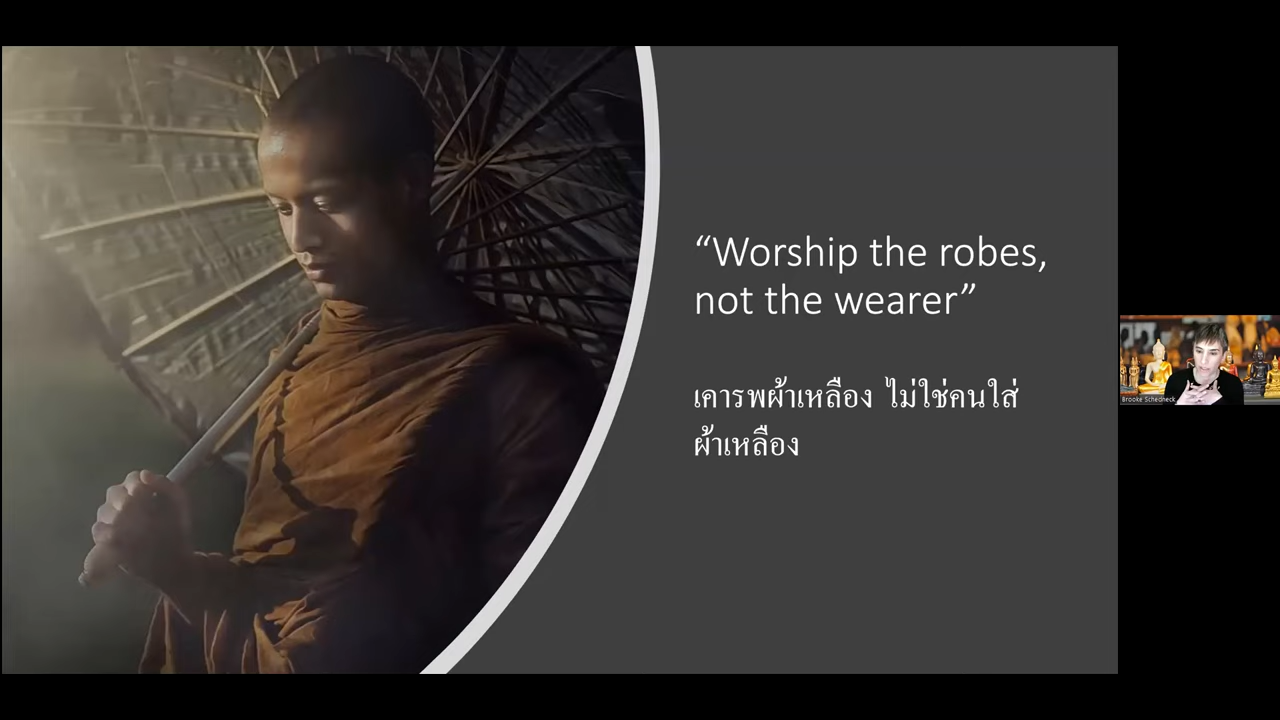 “Worship the robes,
not the wearer”
เคารพผ้าเหลือง ไม่ใช่คนใส่
ผ้าเหลือง
Brooke Schedneck